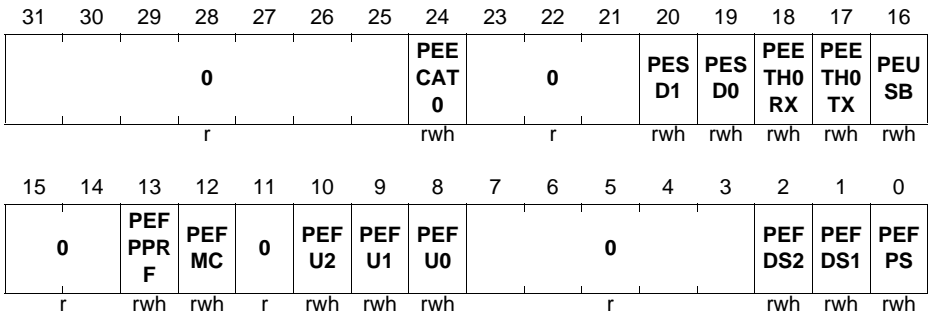 31 30 29 28 27 26 25 24 23 22 21 20 19 18 17 16
0 PEE CAT 0 0 PES D1 PES D0 PEE TH0 RX PEE TH0 TX PEU SB
r rwh r rwh rwh rwh rwh rwh
15 14 13 12 11 10 9 8 7 6 5 4 3 2 1 0
0 PEF PPR F PEF MC 0 PEF U2 PEF U1 PEF U0 0 PEF DS2 PEF DS1 PEF PS
r rwh rwh r rwh rwh rwh r rwh rwh rwh